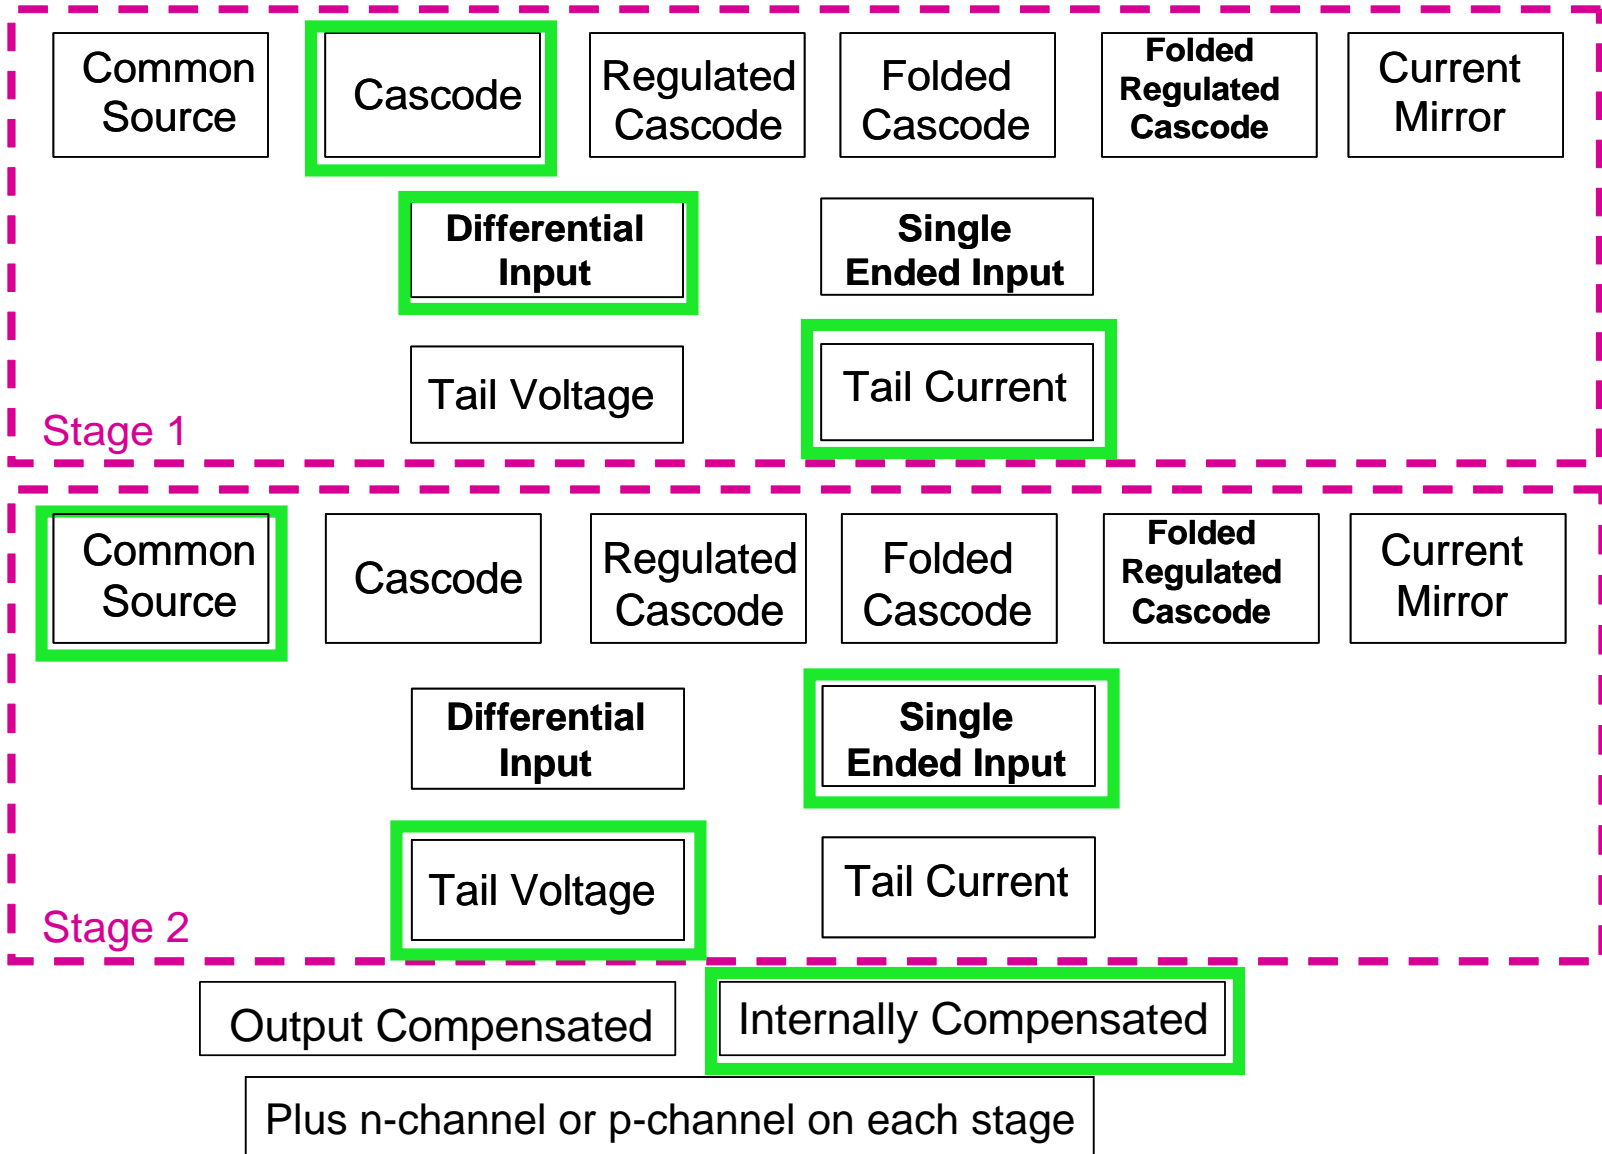 Common
Source
Cascode
Regulated
Cascode
Folded
Cascode
Folded
Regulated
Cascode
Current
Mirror
Differential
Input
Single
Ended Input
Tail Voltage
Tail Current
Stage 1
Common
Source
Cascode
Regulated
Cascode
Folded
Cascode
Folded
Regulated
Cascode
Current
Mirror
Differential
Input
Single
Ended Input
Tail Voltage
Tail Current
Stage 2
Output Compensated
Internally Compensated
Plus n-channel or p-channel on each stage